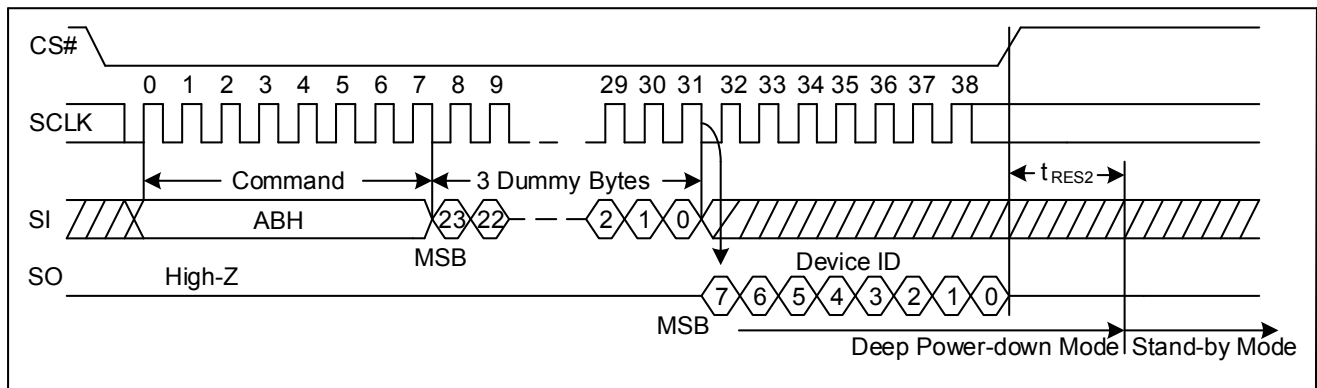 CS#
0 1 2 3 4 5 6 7 8 9 29 30 31 32 33 34 35 36 37 38
SCLK
Command 3 Dummy Bytes tRES2
SI ABH 23 22 2 1 0
MSB
SO High-Z Device ID
7 6 5 4 3 2 1 0
MSB
Deep Power-down Mode Stand-by Mode